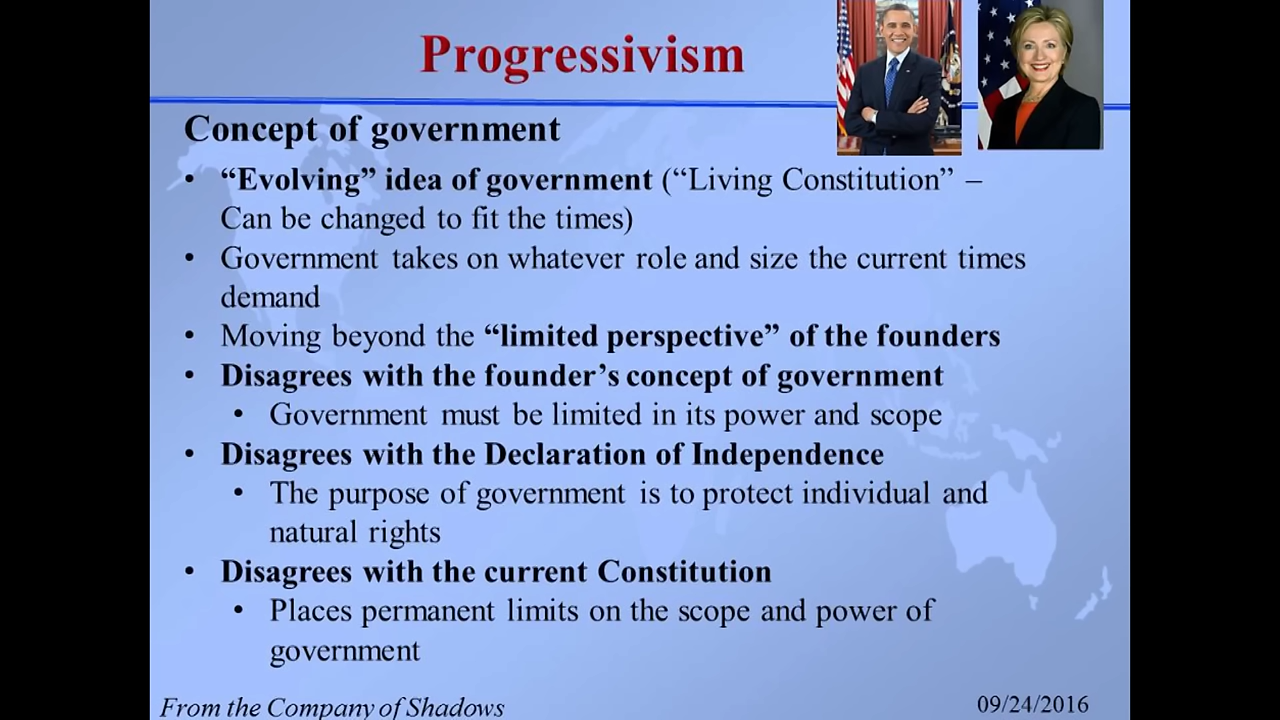 Progressivism
Concept of government
• “Evolving” idea of government (“Living Constitution” –
Can be changed to fit the times)
• Government takes on whatever role and size the current times
demand
• Moving beyond the “limited perspective” of the founders
• Disagrees with the founder’s concept of government
• Government must be limited in its power and scope
• Disagrees with the Declaration of Independence
• The purpose of government is to protect individual and
natural rights
• Disagrees with the current Constitution
• Places permanent limits on the scope and power of
government
From the Company of Shadows
09/24/2016